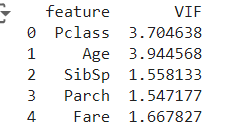 feature VIF
0 Pclass 3.704638
1 Age 3.944568
2 SibSp 1.558133
3 Parch 1.547177
4 Fare 1.667827